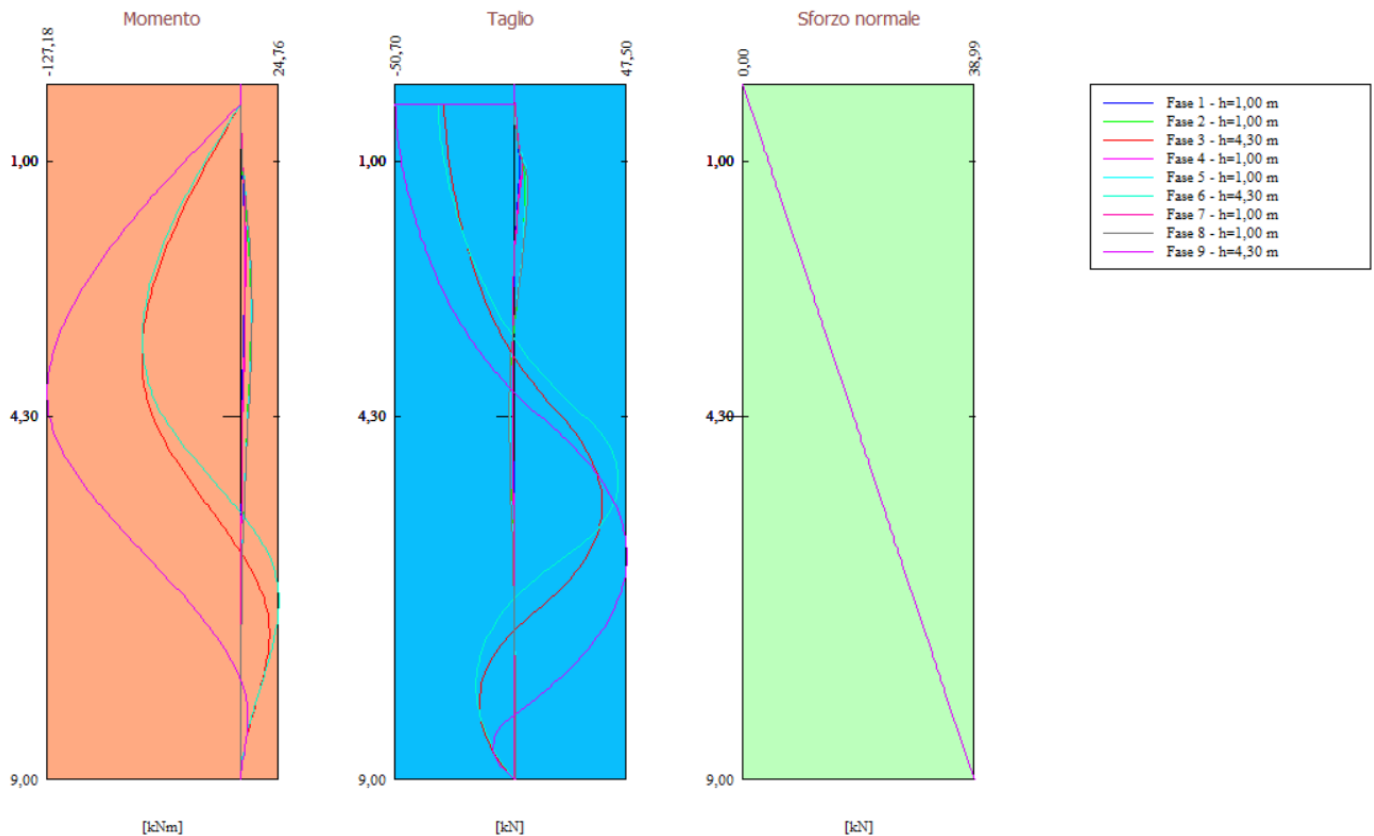 Momento
Taglio
Sforzo normale
-127,18
24,76
-50,70
47,50
0,00
38,99
1,00
1,00
1,00
4,30
4,30
4,30
9,00
9,00
9,00
[kNm]
[kN]
[kN]
Fase 1 - h=1,00 m
Fase 2 - h=1,00 m
Fase 3 - h=4,30 m
Fase 4 - h=1,00 m
Fase 5 - h=1,00 m
Fase 6 - h=4,30 m
Fase 7 - h=1,00 m
Fase 8 - h=1,00 m
Fase 9 - h=4,30 m